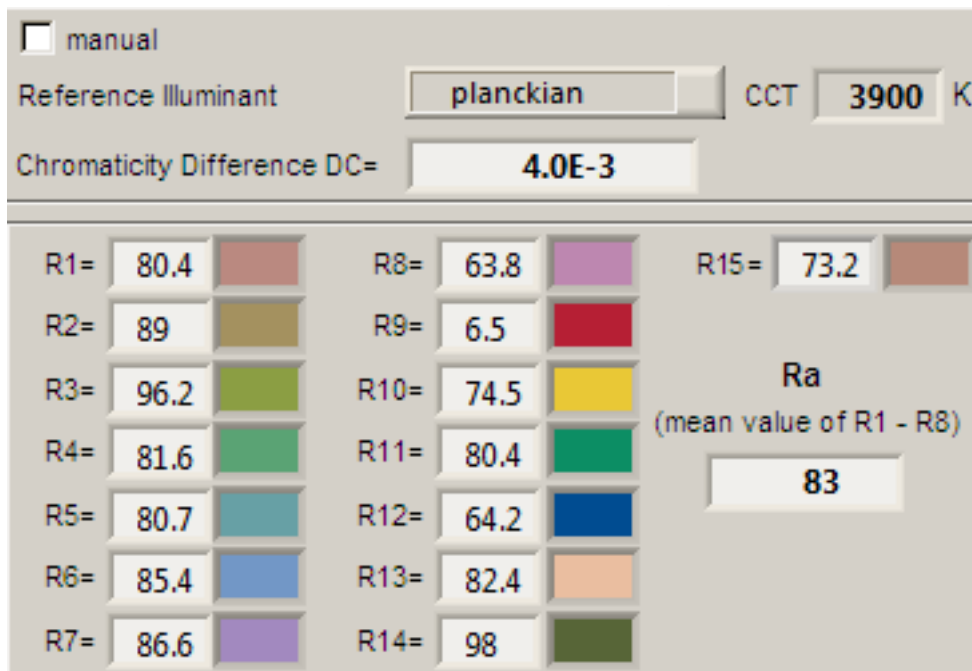 manual
Reference Illuminant planckian CCT 3900 K
Chromaticity Difference DC= 4.0E-3
R1= 80.4 R8= 63.8 R15= 73.2
R2= 89 R9= 6.5
R3= 96.2 R10= 74.5 Ra
(mean value of R1 - R8)
R4= 81.6 R11= 80.4
83
R5= 80.7 R12= 64.2
R6= 85.4 R13= 82.4
R7= 86.6 R14= 98